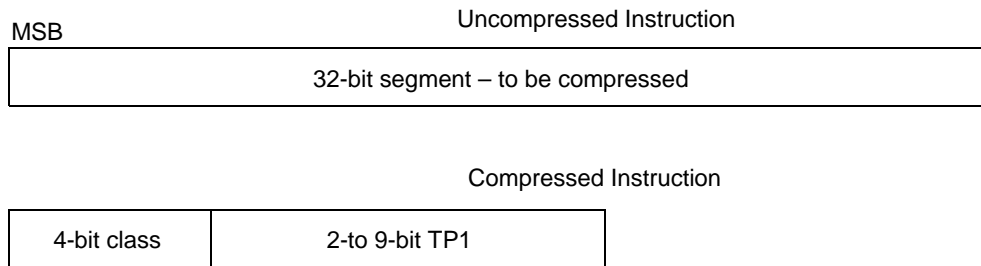 Uncompressed Instruction
MSB
32-bit segment – to be compressed
Compressed Instruction
4-bit class
2-to 9-bit TP1